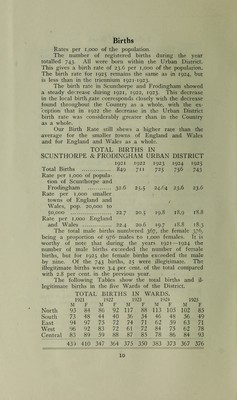 Births
Rates per 1,000 of the population.
The number of registered births during the year
totalled 743. All were born within the Urban District.
This gives a birth rate of 23.6 per 1,000 of the population.
The birth rate for 1925 remains the same as in 1924, but
is less than in the triennium 1921-1923.
The birth rate in Scunthorpe and Frodingham showed
a steady decrease during 1921, 1922, 1923. This decrease
in the local birth rate corresponds closely with the decrease
found throughout the Country as a whole, with the ex-
ception that in 1922 the decrease in the Urban District
birth rate was considerably greater than in the Country
as a whole.
Our Birth Rate still shews a higher rate than the
average for the smaller towns of England and Wales
and for England and Wales as a whole.
TOTAL BIRTHS IN
SCUNTHORPE & FRODINGHAM URBAN DISTRICT
1921 1922 1923 1924 1925
Total Births 849 711 723 736 743
Rate per 1,000 of popula-
tion of Scunthorpe and
Frodingham 32.6 25.5 24.64 23.6 23.6
Rate per 1,000 smaller
towns of England and
Wales, pop. 20,000 to
50,000 22.7 20.5 19.8 18.9 18.8
Rate per 1,000 England
and Wales 22.4 20.6 19.7 18.8 18.3
The total male births numbered 367, the female 376,
being a proportion of 976 males to 1,000 females. It is
worthy of note that during the years 1921—1924 the
number of male births exceeded the number of female
births, but for 1925 the female births exceeded the male
by nine. Of the 743 births, 25 were illegitimate. The
illegitimate births were 3.4 per cent. of the total compared
with 2.8 per cent. in the previous year.
The following Tables show the total births and il-
legitimate births in the five Wards of the District.
TOTAL BIRTHS IN WARDS.
1921 1922 1923 1924 1925
M F M F M F M F M F
North 93 84 86 92 117 88 113 105 102 83
South 73 48 44 40 36 34 46 48 36 49
East 94 97 73 72 74 71 62 59 63 71
West 96 92 83 72 61 72 84 75 62 78
Central 83 89 59 88 87 83 78 86 84 93
439 410 347 364 375 330 383 373 367 376
10